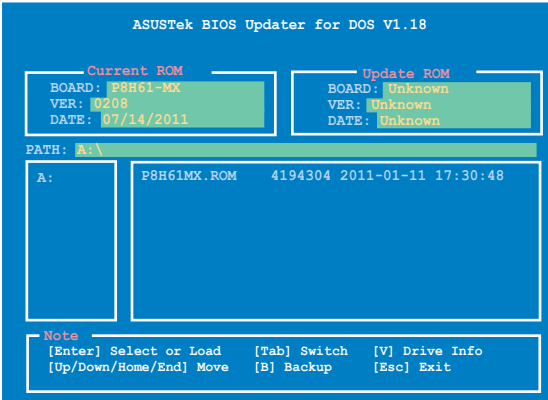 ASUSTek BIOS Updater for DOS V1.18
Current ROM
BOARD: P8H61-MX
VER: 0208
DATE: 07/14/2011
Update ROM
BOARD: Unknown
VER: Unknown
DATE: Unknown
PATH: A:\
A:
P8H61MX.ROM 4194304 2011-01-11 17:30:48
Note
[Enter] Select or Load [Tab] Switch [V] Drive Info
[Up/Down/Home/End] Move [B] Backup [Esc] Exit